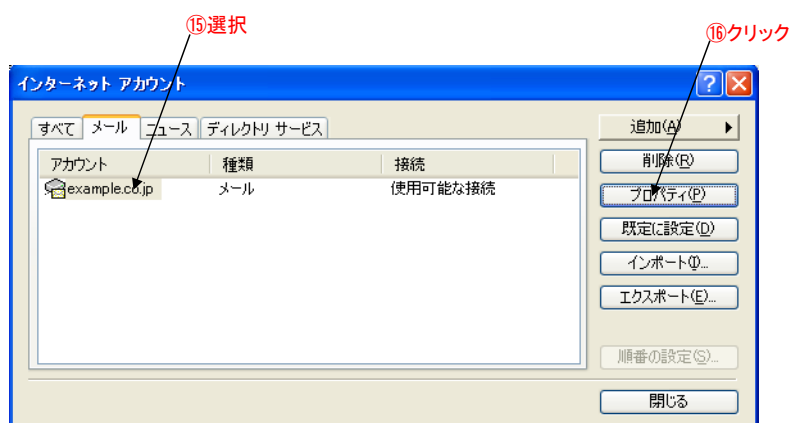 ⑮選択
⑯クリック
インターネット アカウント
すべて メール ニュース ディレクトリ サービス
追加(A)
アカウント 種類 接続
削除(R)
example.co.jp メール 使用可能な接続
プロパティ(P)
既定に設定(D)
インポート(I)...
エクスポート(E)...
順番の設定(S)...
閉じる